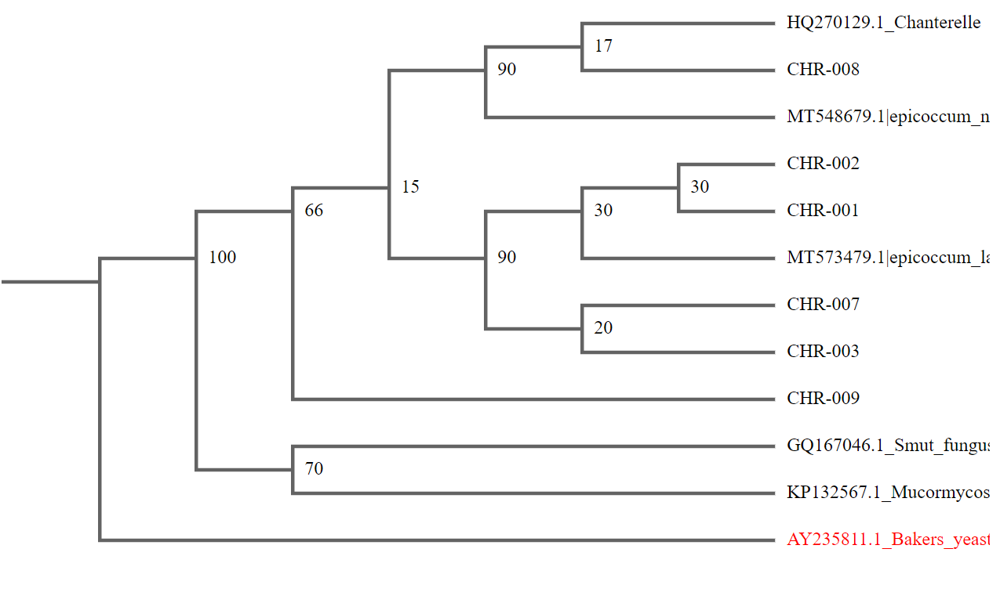 HQ270129.1_Chanterelle
17
CHR-008
90
MT548679.1|epicoccum_n
CHR-002
15
30
CHR-001
66
30
MT573479.1|epicoccum_la
100
90
CHR-007
20
CHR-003
CHR-009
GQ167046.1_Smut_fungus
70
KP132567.1_Mucormycos
AY235811.1_Bakers_yeast